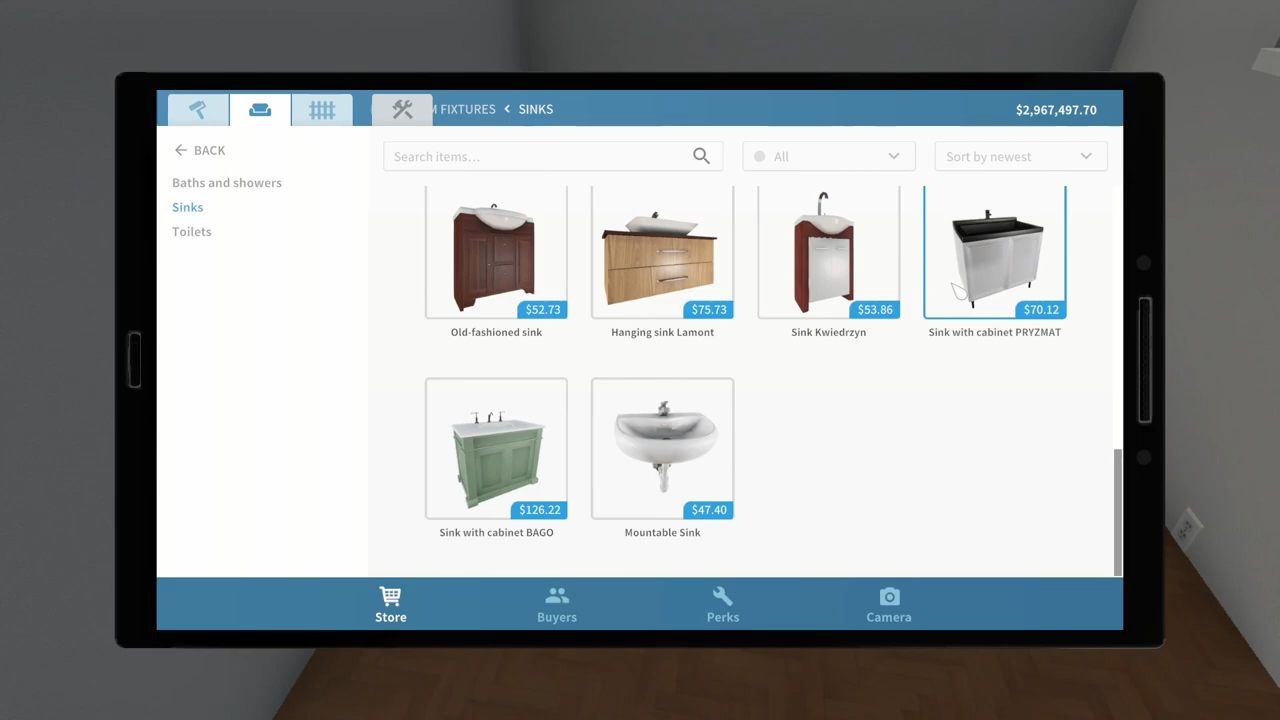 M FIXTURES < SINKS
$2,967,497.70
BACK
Baths and showers
Sinks
Toilets
Search items...
All
Sort by newest
$52.73
$75.73
$53.86
$70.12
Old-fashioned sink
Hanging sink Lamont
Sink Kwiedrzyn
Sink with cabinet PRYZMAT
$126.22
$47.40
Sink with cabinet BAGO
Mountable Sink
Store
Buyers
Perks
Camera